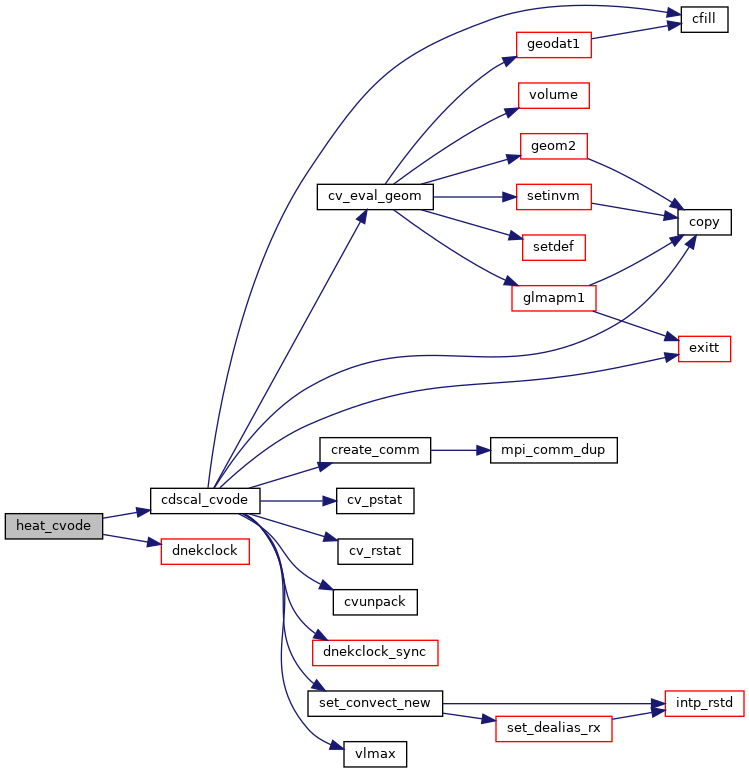 cfill
geodat1
volume
geom2
cv_eval_geom
setinvm
copy
setdef
glmapm1
exitt
create_comm
mpi_comm_dup
cdscal_cvode
cv_pstat
heat_cvode
dnekclock
cv_rstat
cvunpack
dnekclock_sync
set_convect_new
intp_rstd
set_dealias_rx
vlmax